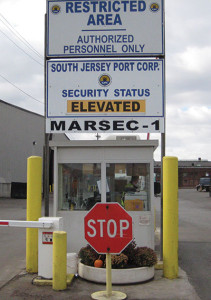 RESTRICTED
AREA
AUTHORIZED
PERSONNEL ONLY
SOUTH JERSEY PORT CORP.
SECURITY STATUS
ELEVATED
MARSEC-1
STOP